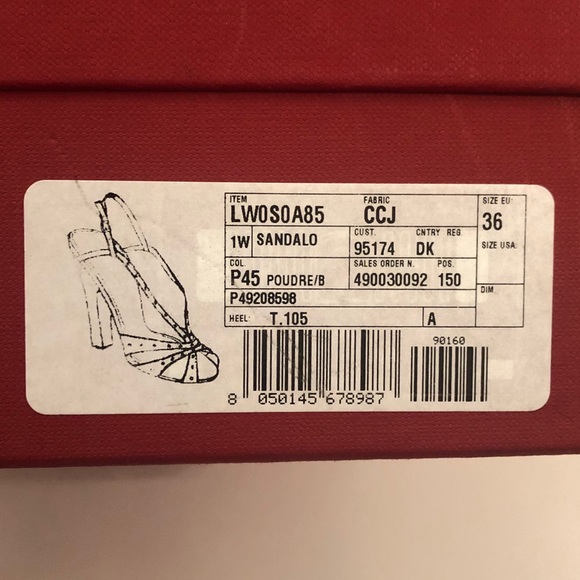 ITEM FABRIC SIZE EU:
LW0S0A85 CCJ 36
1W SANDALO CUST. CNTRY REG
95174 DK SIZE USA:
COL SALES ORDER N. POS.
P45 POUDRE/B 490030092 150
P49208598 DIM
HEEL: T.105 A
90160
8 050145 678987